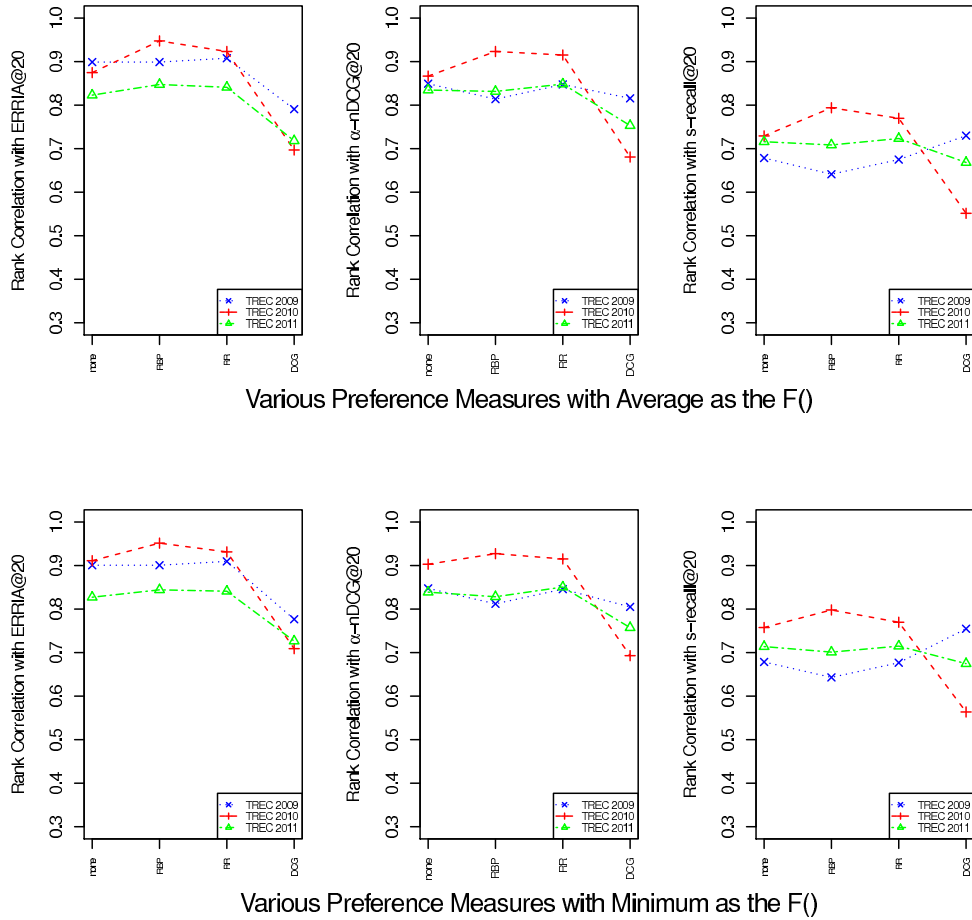 Rank Correlation with ERRIA@20
1.0
0.9
0.8
0.7
0.6
0.5
0.4
0.3
TREC 2009
TREC 2010
TREC 2011
none
RBP
RR
DCG
Rank Correlation with α−nDCG@20
1.0
0.9
0.8
0.7
0.6
0.5
0.4
0.3
TREC 2009
TREC 2010
TREC 2011
none
RBP
RR
DCG
Rank Correlation with s−recall@20
1.0
0.9
0.8
0.7
0.6
0.5
0.4
0.3
TREC 2009
TREC 2010
TREC 2011
none
RBP
RR
DCG
Various Preference Measures with Average as the F()
Rank Correlation with ERRIA@20
1.0
0.9
0.8
0.7
0.6
0.5
0.4
0.3
TREC 2009
TREC 2010
TREC 2011
none
RBP
RR
DCG
Rank Correlation with α−nDCG@20
1.0
0.9
0.8
0.7
0.6
0.5
0.4
0.3
TREC 2009
TREC 2010
TREC 2011
none
RBP
RR
DCG
Rank Correlation with s−recall@20
1.0
0.9
0.8
0.7
0.6
0.5
0.4
0.3
TREC 2009
TREC 2010
TREC 2011
none
RBP
RR
DCG
Various Preference Measures with Minimum as the F()